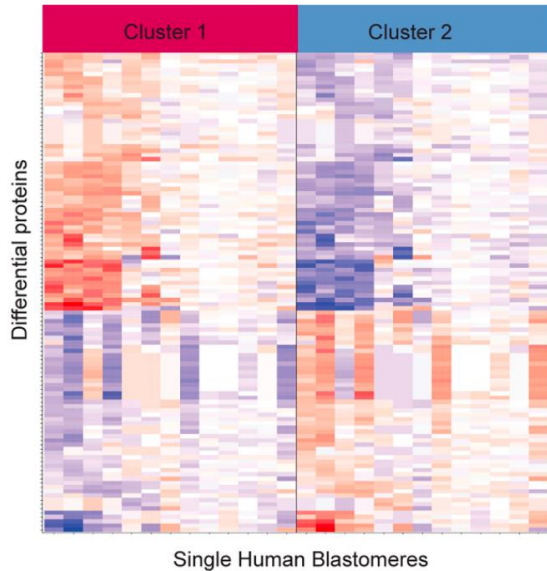 Cluster 1
Cluster 2
Differential proteins
Single Human Blastomeres